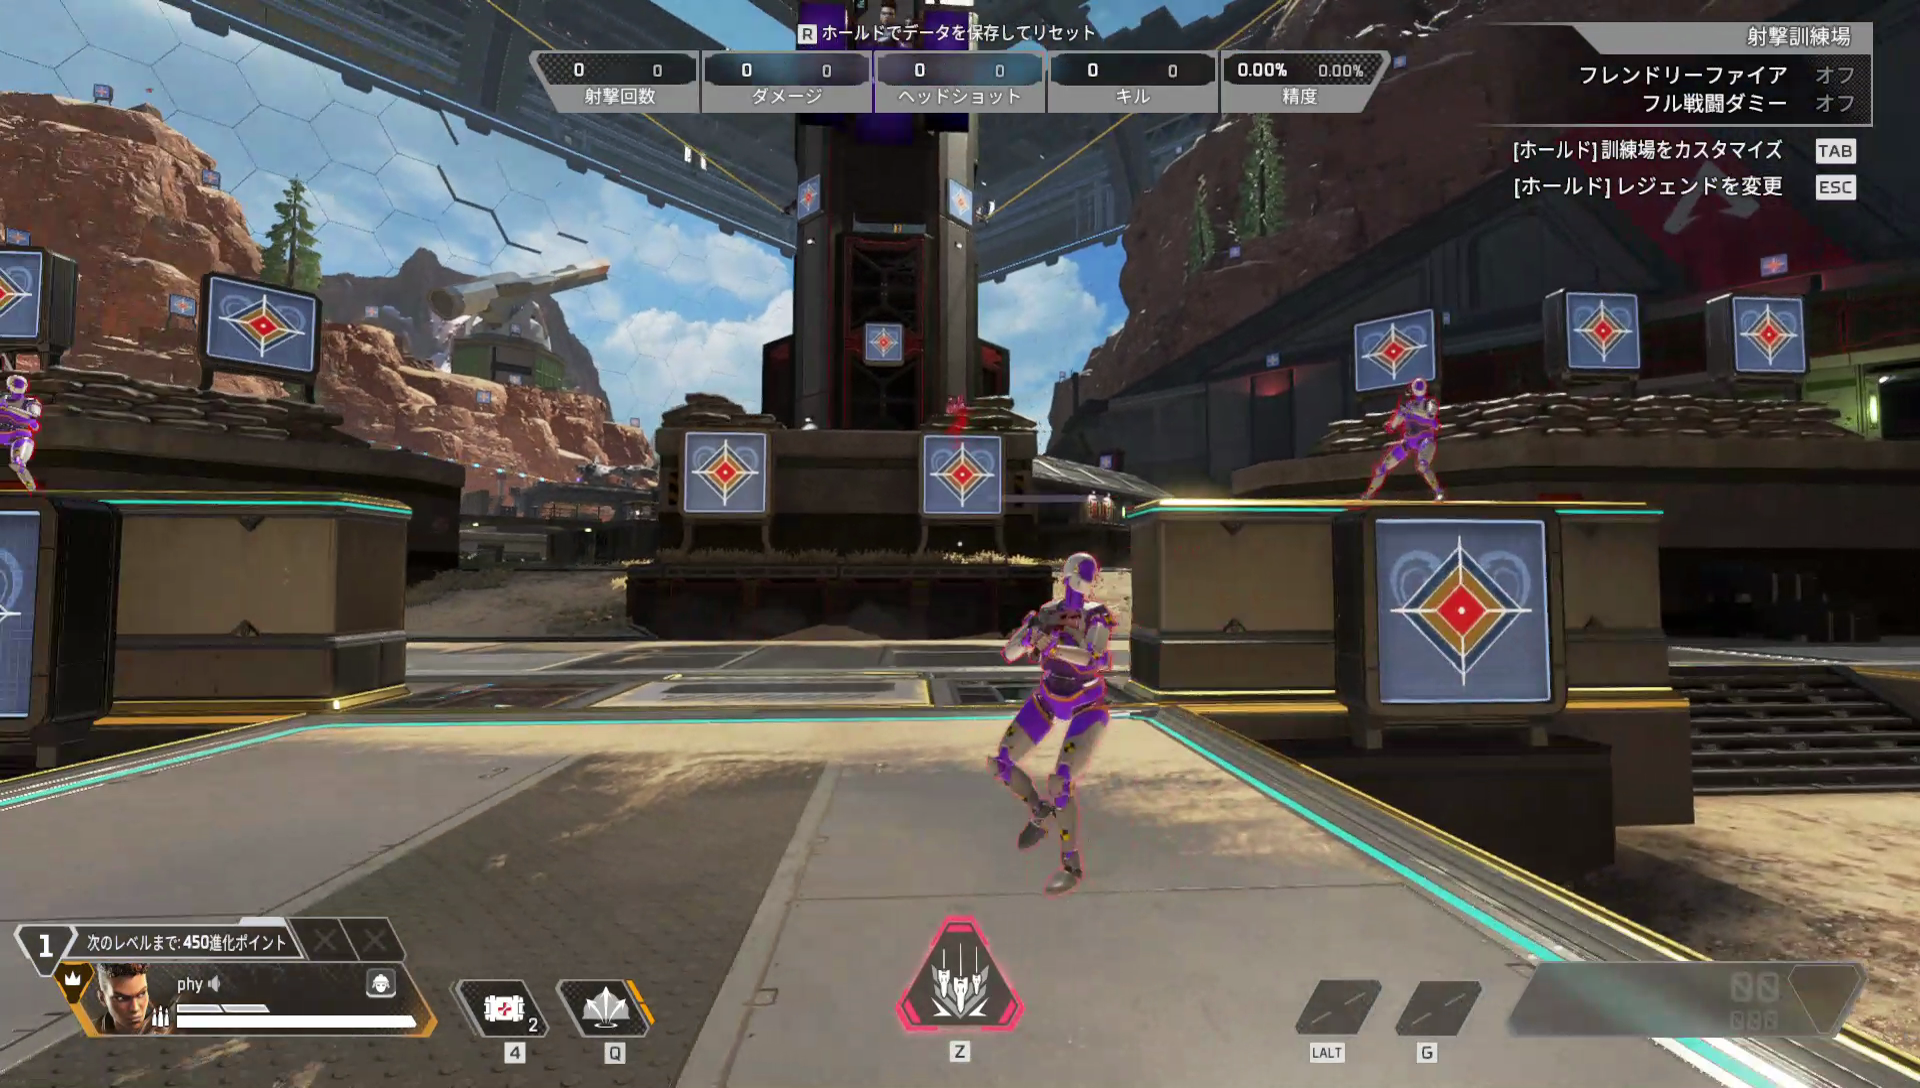 R ホールドでデータを保存してリセット
0 0 0 0 0 0 0 0 0.00% 0.00%
射撃回数 ダメージ ヘッドショット キル 精度
射撃訓練場
フレンドリーファイア オフ
フル戦闘ダミー オフ
[ホールド]訓練場をカスタマイズ TAB
[ホールド]レジェンドを変更 ESC
1 次のレベルまで:450進化ポイント
phy
2
4 Q Z LALT G
00
000